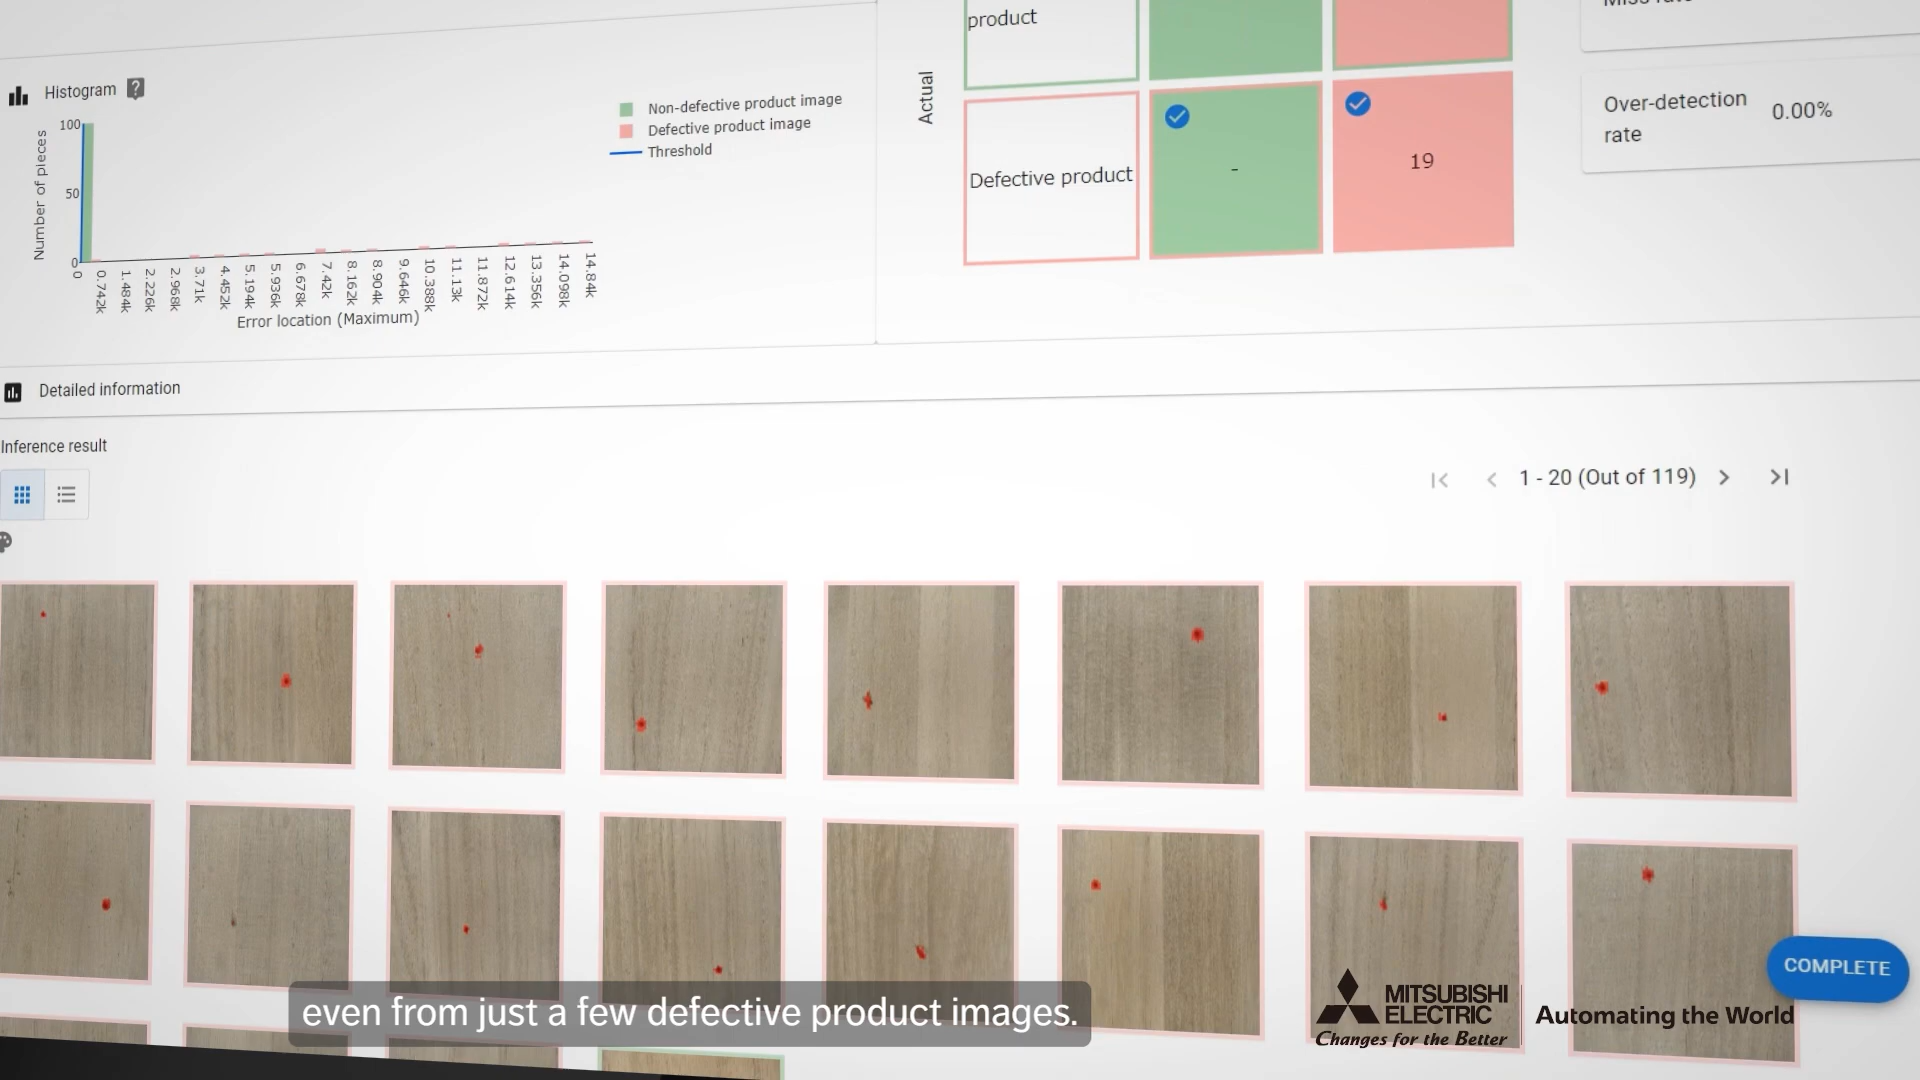 product
Miss rate
Actual
Histogram ?
Non-defective product image
Defective product image
Threshold
Over-detection
rate
0.00%
Defective product
-
19
Number of pieces
100
50
0
0
0.742k
1.484k
2.226k
2.968k
3.71k
4.452k
5.194k
5.936k
6.678k
7.42k
8.162k
8.904k
9.646k
10.388k
11.13k
11.872k
12.614k
13.356k
14.098k
14.84k
Error location (Maximum)
Detailed information
Inference result
1 - 20 (Out of 119)
COMPLETE
even from just a few defective product images.
MITSUBISHI
ELECTRIC
Changes for the Better
Automating the World